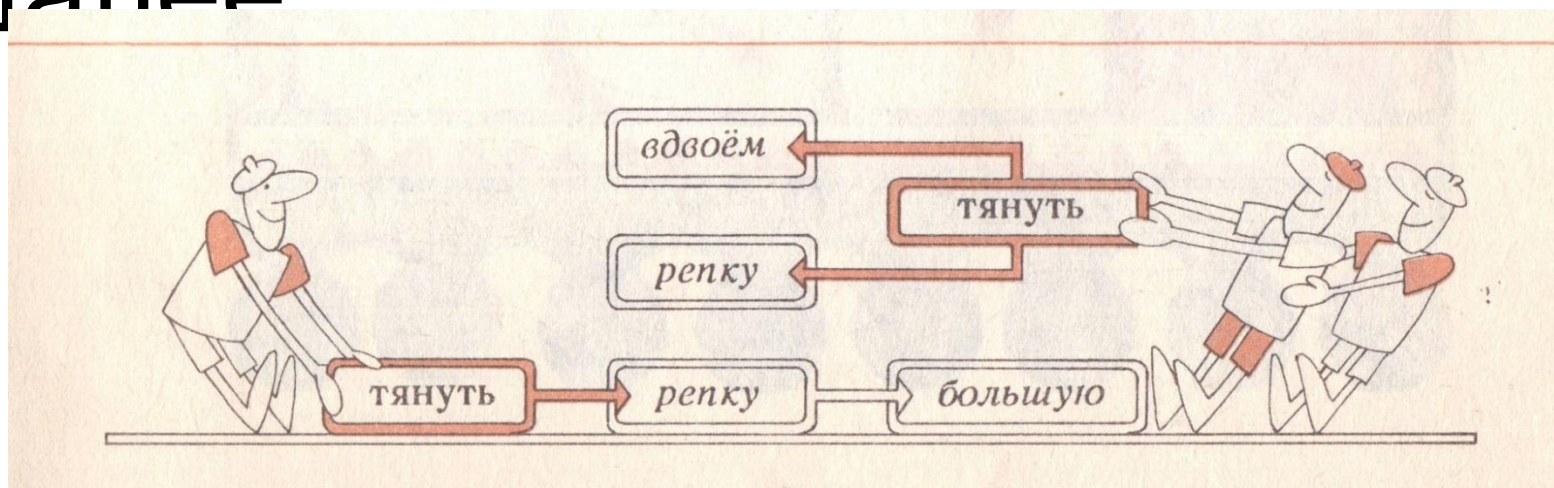 вдвоём
тянуть
репку
тянуть репку большую